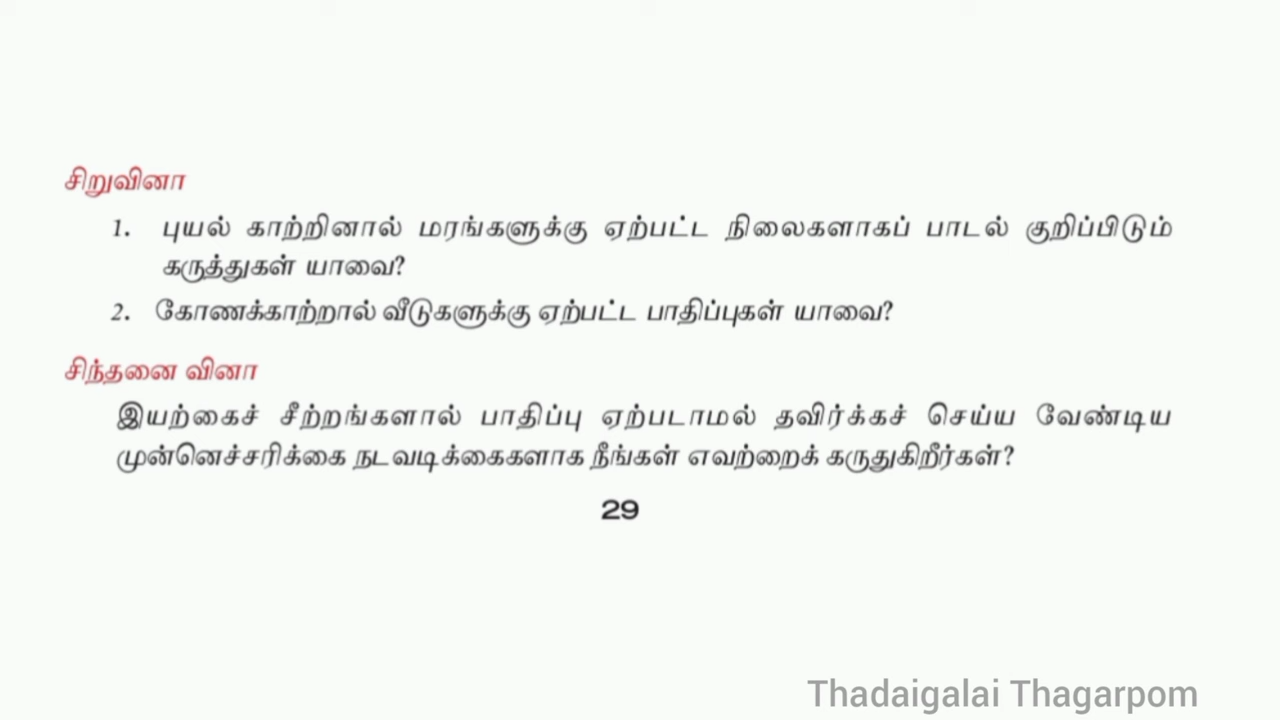 சிறுவினா
1. புயல் காற்றினால் மரங்களுக்கு ஏற்பட்ட நிலைகளாகப் பாடல் குறிப்பிடும்
கருத்துகள் யாவை?
2. கோணக்காற்றால் வீடுகளுக்கு ஏற்பட்ட பாதிப்புகள் யாவை?
சிந்தனை வினா
இயற்கைச் சீற்றங்களால் பாதிப்பு ஏற்படாமல் தவிர்க்கச் செய்ய வேண்டிய
முன்னெச்சரிக்கை நடவடிக்கைகளாக நீங்கள் எவற்றைக் கருதுகிறீர்கள்?
29
Thadaigalai Thagarpom